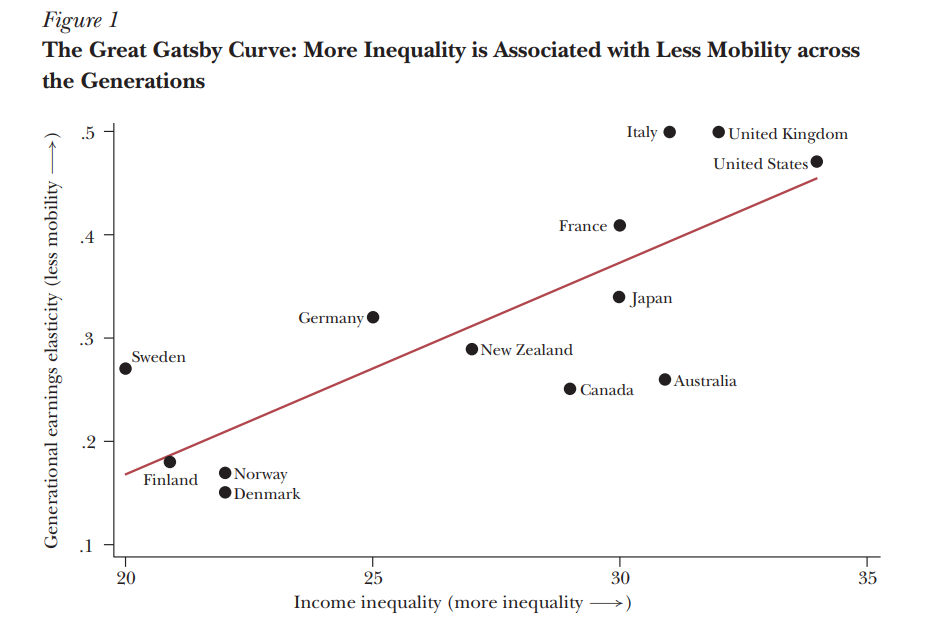 Figure 1
The Great Gatsby Curve: More Inequality is Associated with Less Mobility across
the Generations
Generational earnings elasticity (less mobility ⟶)
.5
.4
.3
.2
.1
Italy
United Kingdom
United States
France
Japan
Germany
New Zealand
Sweden
Australia
Canada
Finland
Norway
Denmark
20
25
30
35
Income inequality (more inequality ⟶)